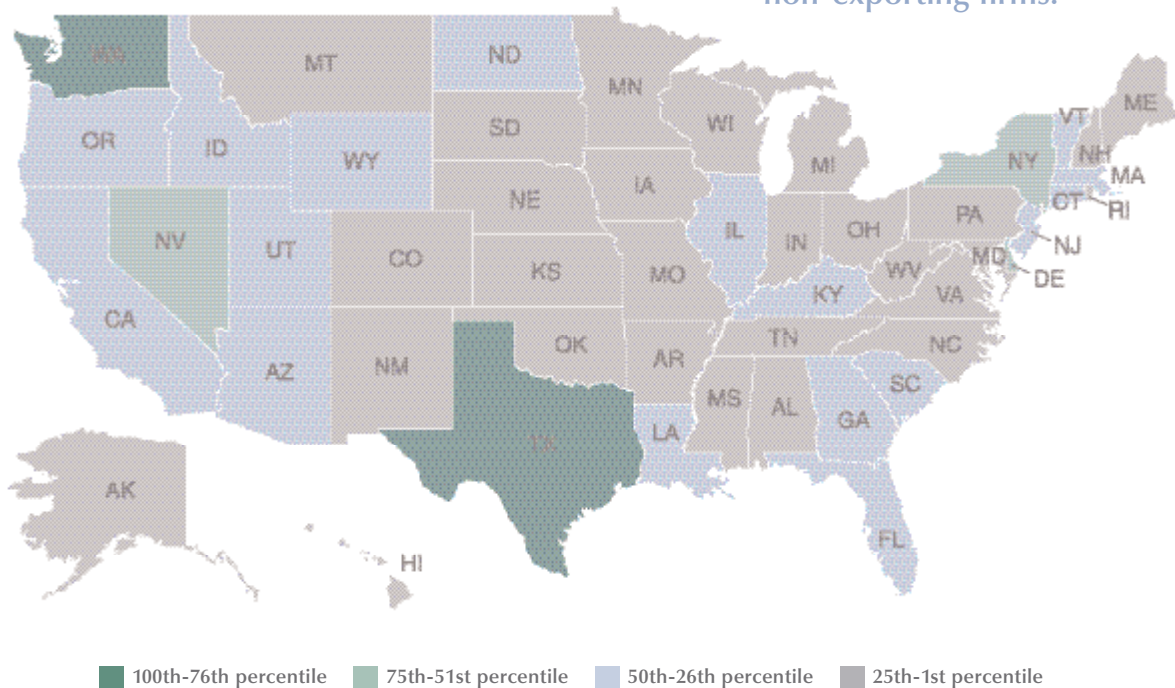 non-exporting firms.
WA
MT
ND
MN
ME
OR
ID
SD
WI
VT
NH
WY
MI
NY
MA
IA
NE
CT
RI
NV
UT
IL
IN
OH
PA
NJ
CO
KS
MO
WV
MD
DE
VA
CA
KY
AZ
NM
OK
AR
TN
NC
MS
AL
SC
GA
TX
LA
AK
FL
HI
100th-76th percentile 75th-51st percentile 50th-26th percentile 25th-1st percentile